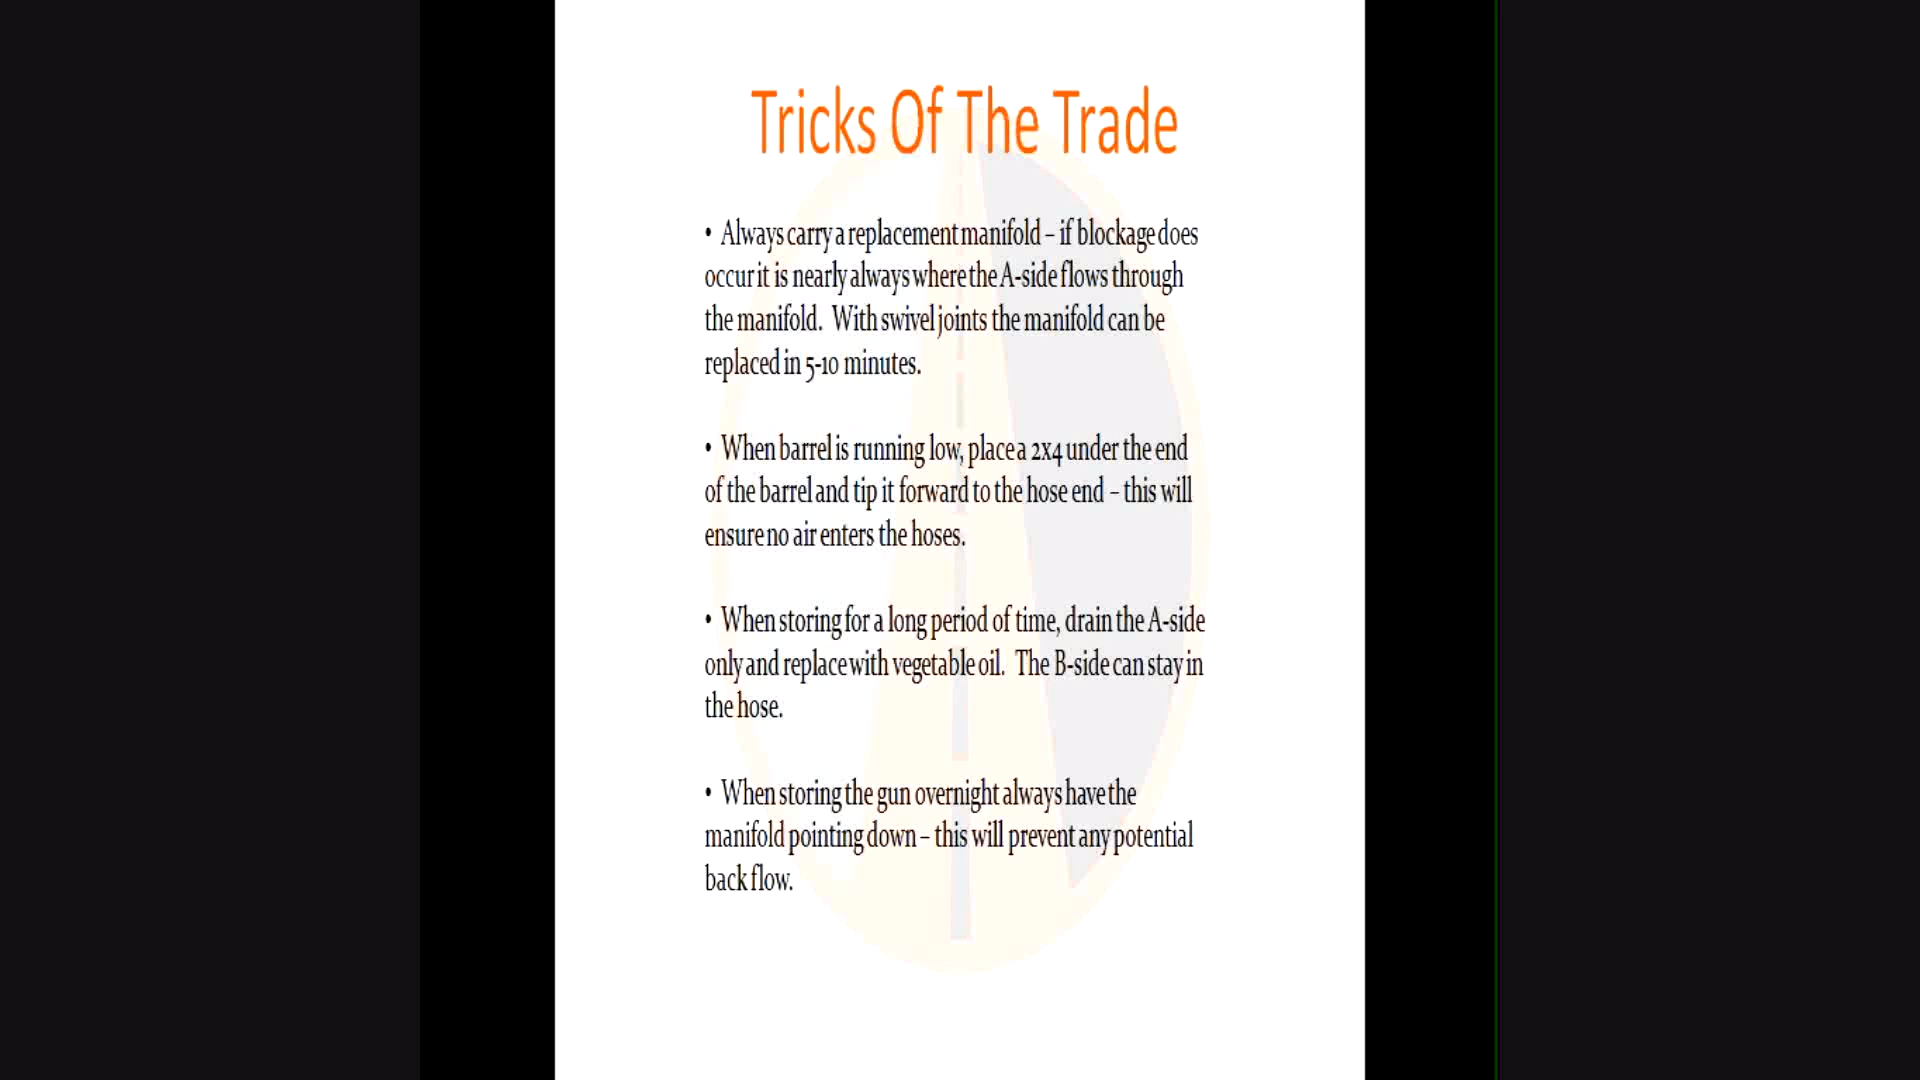 Tricks Of The Trade
• Always carry a replacement manifold – if blockage does
occur it is nearly always where the A-side flows through
the manifold.  With swivel joints the manifold can be
replaced in 5-10 minutes.
• When barrel is running low, place a 2x4 under the end
of the barrel and tip it forward to the hose end – this will
ensure no air enters the hoses.
• When storing for a long period of time, drain the A-side
only and replace with vegetable oil.  The B-side can stay in
the hose.
• When storing the gun overnight always have the
manifold pointing down – this will prevent any potential
back flow.